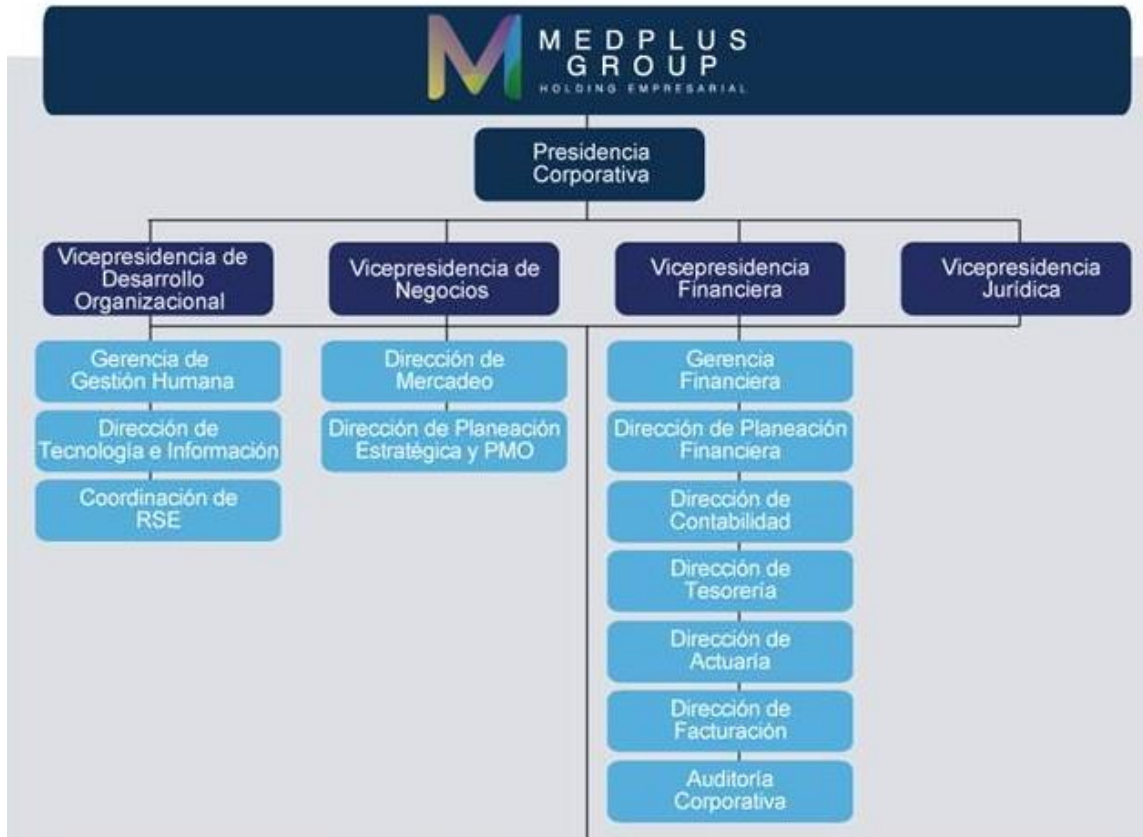 MEDPLUS
GROUP
HOLDING EMPRESARIAL
Presidencia
Corporativa
Vicepresidencia de
Desarrollo
Organizacional
Vicepresidencia de
Negocios
Vicepresidencia
Financiera
Vicepresidencia
Jurídica
Gerencia de
Gestión Humana
Dirección de
Tecnología e Información
Coordinación de
RSE
Dirección de
Mercadeo
Dirección de Planeación
Estratégica y PMO
Gerencia
Financiera
Dirección de Planeación
Financiera
Dirección de
Contabilidad
Dirección de
Tesorería
Dirección de
Actuaría
Dirección de
Facturación
Auditoría
Corporativa